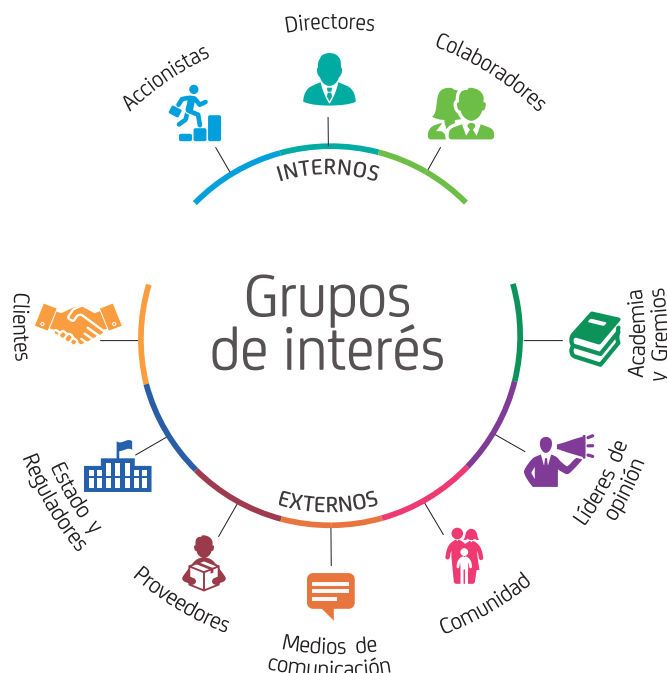 Directores
Accionistas
Colaboradores
INTERNOS
Grupos
de interés
Clientes
Academia
y Gremios
Estado y
Reguladores
EXTERNOS
Líderes de
opinión
Proveedores
Comunidad
Medios de
comunicación